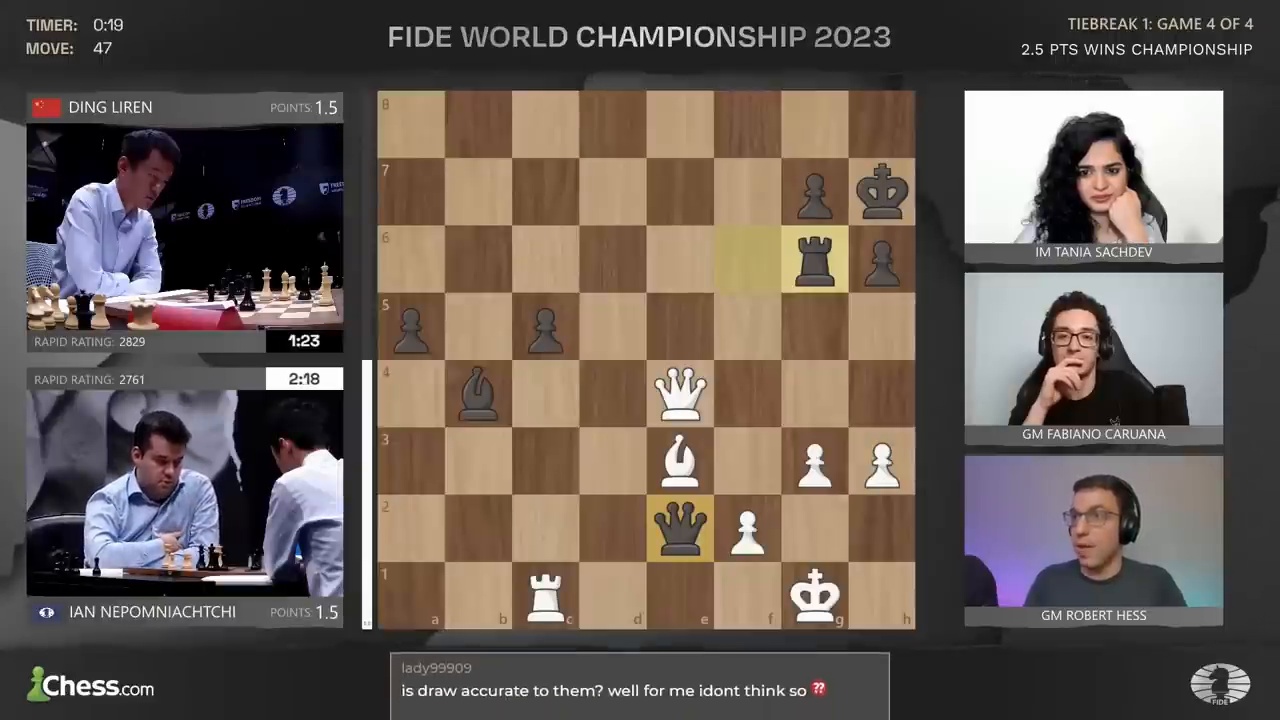 TIMER: 0:19
MOVE: 47
FIDE WORLD CHAMPIONSHIP 2023
TIEBREAK 1: GAME 4 OF 4
2.5 PTS WINS CHAMPIONSHIP
DING LIREN POINTS: 1.5
RAPID RATING: 2829 1:23
RAPID RATING: 2761 2:18
IAN NEPOMNIACHTCHI POINTS: 1.5
8
7
6
5
4
3
2
1
a b c d e f g h
IM TANIA SACHDEV
GM FABIANO CARUANA
GM ROBERT HESS
Chess.com
lady99909
is draw accurate to them? well for me idont think so ⁇
FIDE